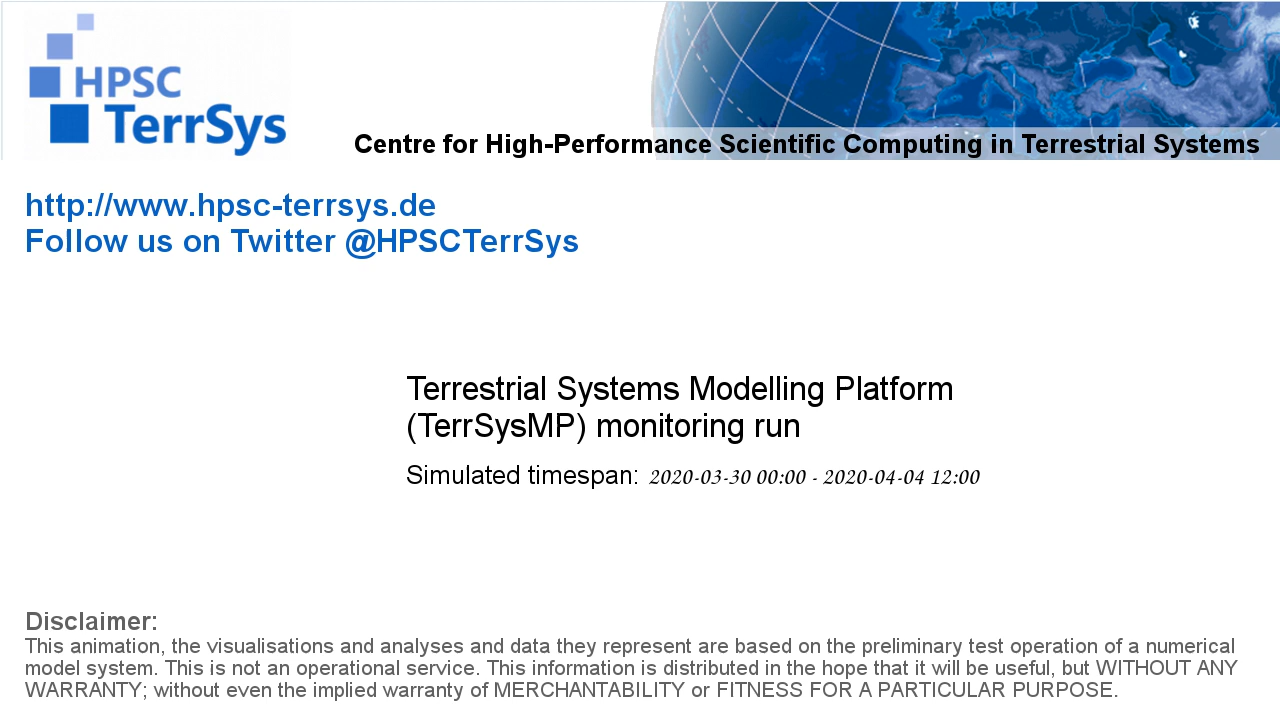 HPSC
TerrSys
Centre for High-Performance Scientific Computing in Terrestrial Systems
http://www.hpsc-terrsys.de
Follow us on Twitter @HPSCTerrSys
Terrestrial Systems Modelling Platform
(TerrSysMP) monitoring run
Simulated timespan: 2020-03-30 00:00 - 2020-04-04 12:00
Disclaimer:
This animation, the visualisations and analyses and data they represent are based on the preliminary test operation of a numerical
model system. This is not an operational service. This information is distributed in the hope that it will be useful, but WITHOUT ANY
WARRANTY; without even the implied warranty of MERCHANTABILITY or FITNESS FOR A PARTICULAR PURPOSE.